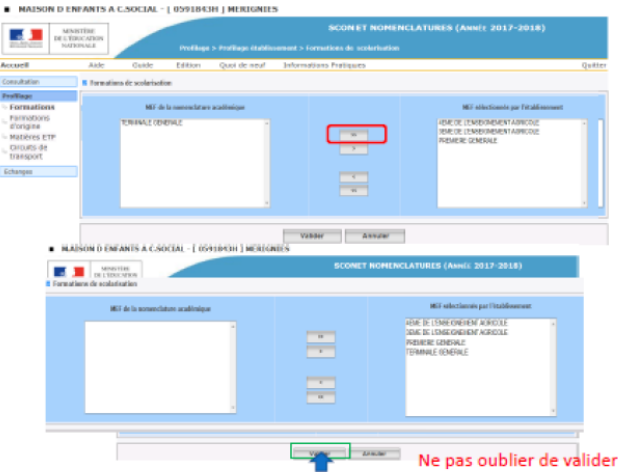 MAISON D ENFANTS A C.SOCIAL - [ 0591843H ] MERIGNIES
MINISTÈRE
DE L'ÉDUCATION
NATIONALE
SCONET NOMENCLATURES (Année 2017-2018)
Profilage > Profilage établissement > Formations de scolarisation
Accueil Aide Guide Edition Quoi de neuf Informations Pratiques Quitter
Consultation
Profilage
Formations
Formations d'origine
Matières ETP
Circuits de transport
Echanges
Formations de scolarisation
MEF de la nomenclature académique
TERMINALE GENERALE
>>
>
<
<<
MEF sélectionnés par l'établissement
4EME DE L'ENSEIGNEMENT AGRICOLE
3EME DE L'ENSEIGNEMENT AGRICOLE
PREMIERE GENERALE
Valider Annuler
MAISON D ENFANTS A C.SOCIAL - [ 0591843H ] MERIGNIES
MINISTÈRE
DE L'ÉDUCATION
SCONET NOMENCLATURES (Année 2017-2018)
Formations de scolarisation
MEF de la nomenclature académique
>>
>
<
<<
MEF sélectionnés par l'établissement
4EME DE L'ENSEIGNEMENT AGRICOLE
3EME DE L'ENSEIGNEMENT AGRICOLE
PREMIERE GENERALE
TERMINALE GENERALE
Valider Annuler
Ne pas oublier de valider